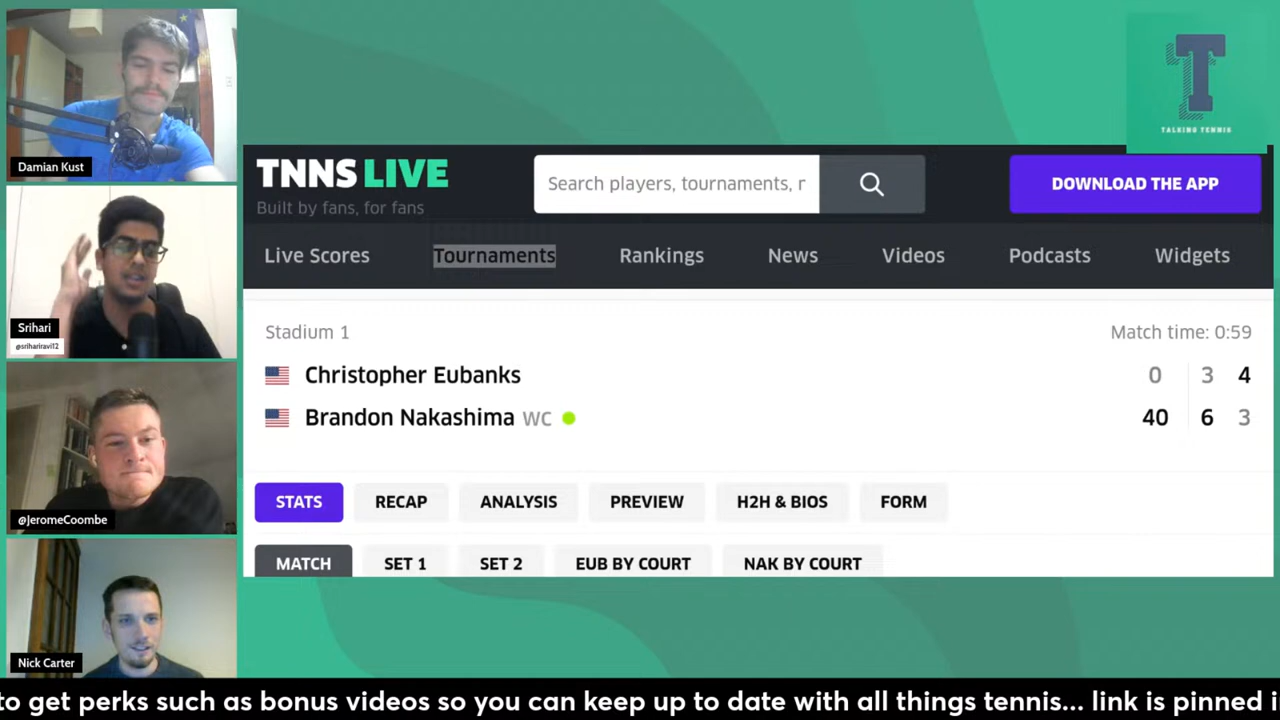 Damian Kust
Srihari
@srihariravi12
@JeromeCoombe
Nick Carter
T
TALKING TENNIS
TNNS LIVE
Built by fans, for fans
Search players, tournaments, r
DOWNLOAD THE APP
Live Scores Tournaments Rankings News Videos Podcasts Widgets
Stadium 1 Match time: 0:59
Christopher Eubanks 0 3 4
Brandon Nakashima WC 40 6 3
STATS RECAP ANALYSIS PREVIEW H2H & BIOS FORM
MATCH SET 1 SET 2 EUB BY COURT NAK BY COURT
to get perks such as bonus videos so you can keep up to date with all things tennis... link is pinned i